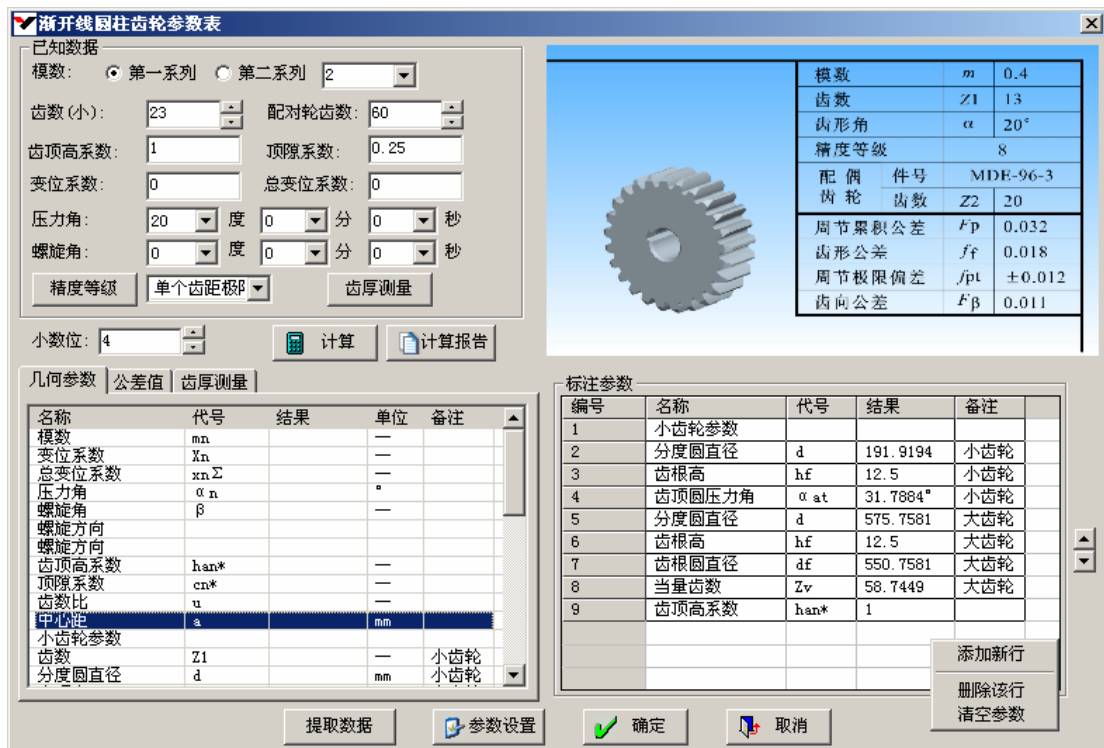 渐开线圆柱齿轮参数表
已知数据
模数: 第一系列 第二系列 2
齿数(小): 23 配对轮齿数: 60
齿顶高系数: 1 顶隙系数: 0.25
变位系数: 0 总变位系数: 0
压力角: 20 度 0 分 0 秒
螺旋角: 0 度 0 分 0 秒
精度等级 单个齿距极 齿厚测量
小数位: 4 计算 计算报告
模数 m 0.4
齿数 Z1 13
齿形角 α 20°
精度等级 8
配偶齿轮 件号 MDE-96-3
齿数 Z2 20
周节累积公差 Fp 0.032
齿形公差 ff 0.018
周节极限偏差 fpt ±0.012
齿向公差 Fβ 0.011
几何参数 公差值 齿厚测量
名称 代号 结果 单位 备注
模数 mn —
变位系数 Xn —
总变位系数 xnΣ —
压力角 αn °
螺旋角 β —
螺旋方向
螺旋方向
齿顶高系数 han* —
顶隙系数 cn* —
齿数比 u —
中心距 a mm
小齿轮参数
齿数 Z1 — 小齿轮
分度圆直径 d mm 小齿轮
标注参数
编号 名称 代号 结果 备注
1 小齿轮参数
2 分度圆直径 d 191.9194 小齿轮
3 齿根高 hf 12.5 小齿轮
4 齿顶圆压力角 αat 31.7884° 小齿轮
5 分度圆直径 d 575.7581 大齿轮
6 齿根高 hf 12.5 大齿轮
7 齿根圆直径 df 550.7581 大齿轮
8 当量齿数 Zv 58.7449 大齿轮
9 齿顶高系数 han* 1
添加新行
删除该行
清空参数
提取数据 参数设置 确定 取消